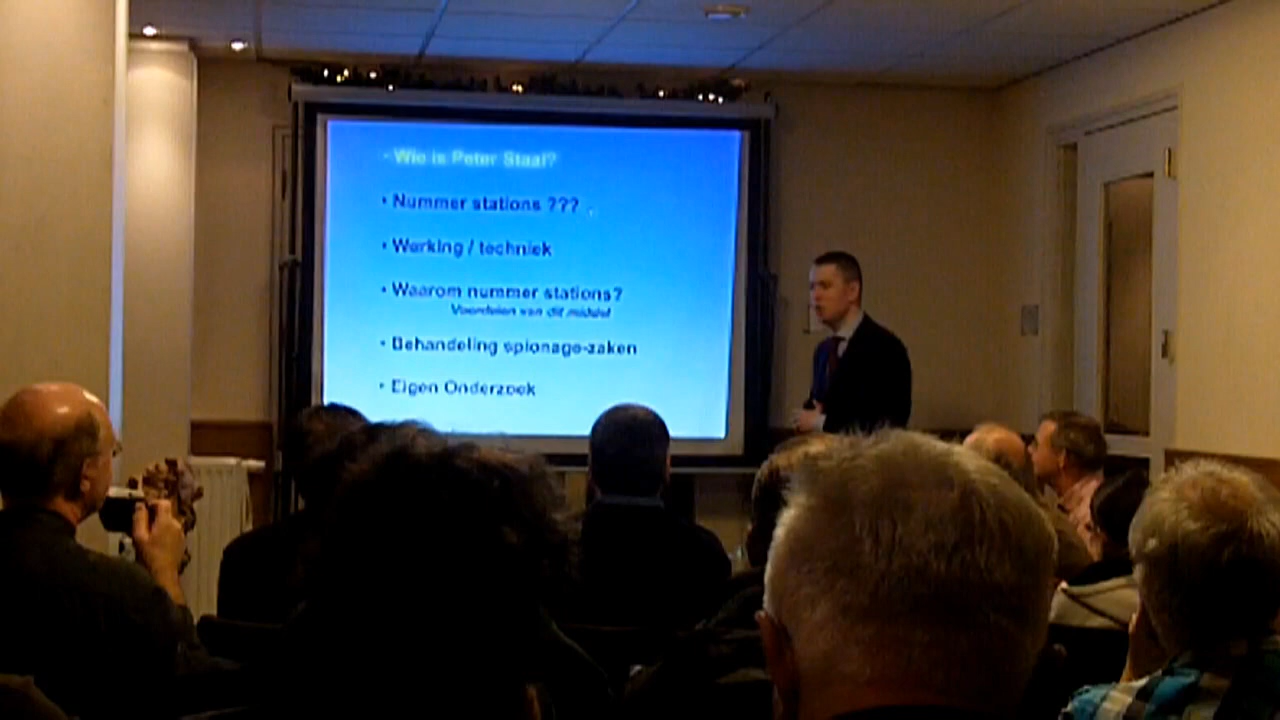 - Wie is Peter Staal?
• Nummer stations ???
• Werking / techniek
• Waarom nummer stations?
Voordelen van dit middel
• Behandeling spionage-zaken
• Eigen Onderzoek